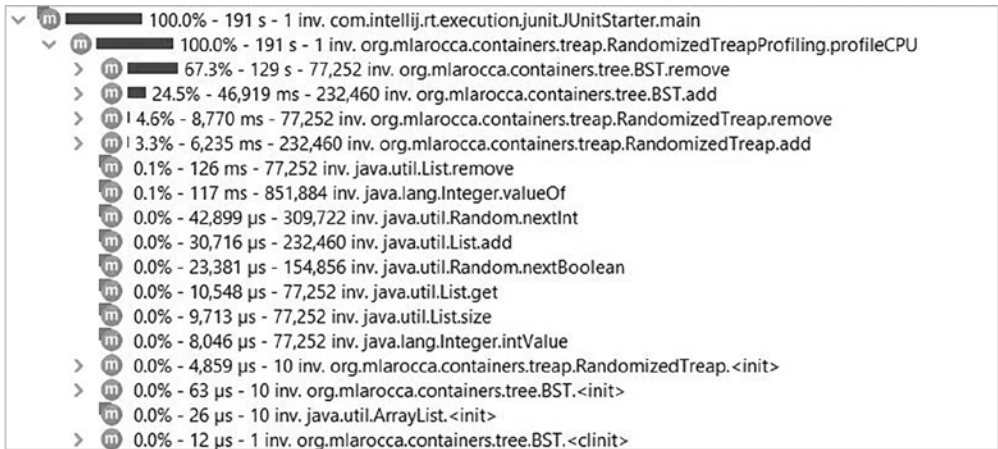 100.0% - 191 s - 1 inv. com.intellij.rt.execution.junit.JUnitStarter.main
100.0% - 191 s - 1 inv. org.mlarocca.containers.treap.RandomizedTreapProfiling.profileCPU
67.3% - 129 s - 77,252 inv. org.mlarocca.containers.tree.BST.remove
24.5% - 46,919 ms - 232,460 inv. org.mlarocca.containers.tree.BST.add
4.6% - 8,770 ms - 77,252 inv. org.mlarocca.containers.treap.RandomizedTreap.remove
3.3% - 6,235 ms - 232,460 inv. org.mlarocca.containers.treap.RandomizedTreap.add
0.1% - 126 ms - 77,252 inv. java.util.List.remove
0.1% - 117 ms - 851,884 inv. java.lang.Integer.valueOf
0.0% - 42,899 µs - 309,722 inv. java.util.Random.nextInt
0.0% - 30,716 µs - 232,460 inv. java.util.List.add
0.0% - 23,381 µs - 154,856 inv. java.util.Random.nextBoolean
0.0% - 10,548 µs - 77,252 inv. java.util.List.get
0.0% - 9,713 µs - 77,252 inv. java.util.List.size
0.0% - 8,046 µs - 77,252 inv. java.lang.Integer.intValue
0.0% - 4,859 µs - 10 inv. org.mlarocca.containers.treap.RandomizedTreap.<init>
0.0% - 63 µs - 10 inv. org.mlarocca.containers.tree.BST.<init>
0.0% - 26 µs - 10 inv. java.util.ArrayList.<init>
0.0% - 12 µs - 1 inv. org.mlarocca.containers.tree.BST.<clinit>